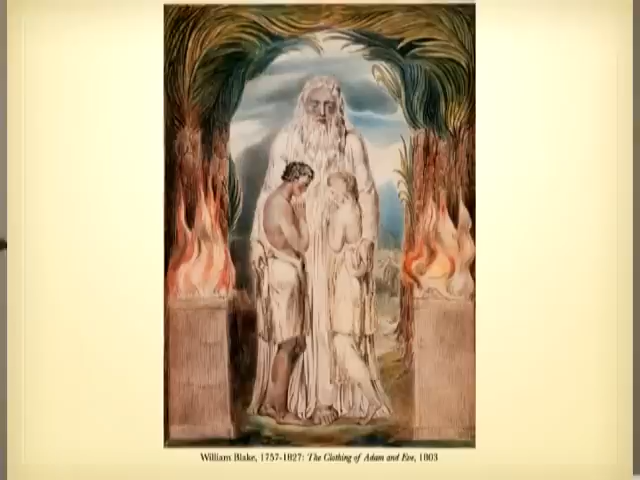 William Blake, 1757-1827: The Clothing of Adam and Eve, 1803